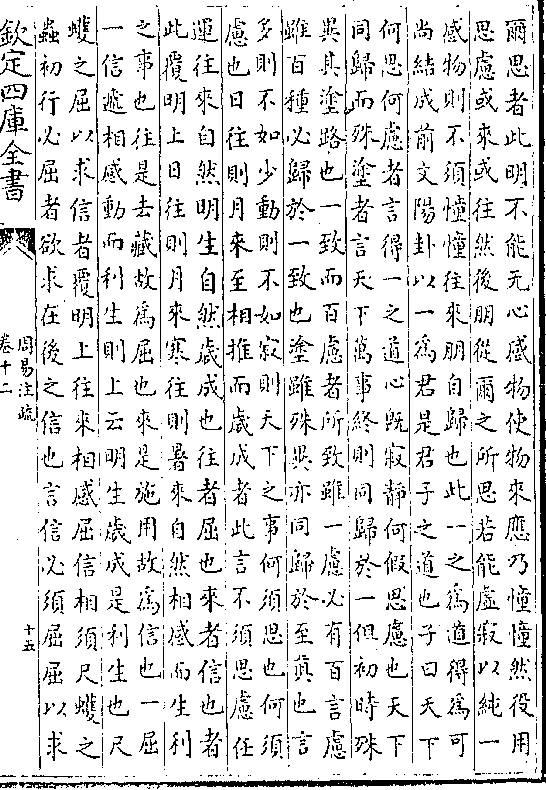 爾思者此明不能无心感物使物來應乃憧憧然役用
思慮或來或往然後朋從爾之所思若能虛寂以純一
感物則不須憧憧往來朋自歸也此一之為道得為可
尚結成前文陽卦以一為君是君子之道也子曰天下
何思何慮者言得一之道心既寂靜何假思慮也天下
同歸而殊塗者言天下萬事終則同歸於一但初時殊
異其塗路也一致而百慮者所致雖一慮必有百言慮
雖百種必歸於一致也塗雖殊異亦同歸於至真也言
多則不如少動則不如寂則天下之事何須思也何須
慮也日往則月來至相推而歲成者此言不須思慮任
運往來自然明生自然歲成也往者屈也來者信也者
此覆明上日往則月來寒往則暑來自然相感而生利
之事也往是去藏故為屈也來是施用故為信也一屈
一信遞相感動而利生則上云明生歲成是利生也尺
蠖之屈以求信者覆明上往來相感屈信相須尺蠖之
蟲初行必屈者欲求在後之信也言信必須屈屈以求
欽定四庫全書
周易注疏
卷十二
十五